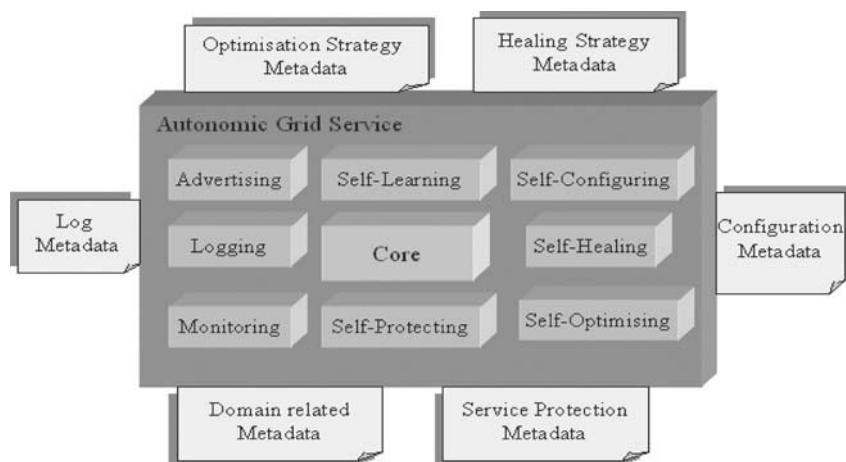 Optimisation Strategy
Metadata
Healing Strategy
Metadata
Autonomic Grid Service
Advertising
Self-Learning
Self-Configuring
Log
Metadata
Logging
Core
Self-Healing
Configuration
Metadata
Monitoring
Self-Protecting
Self-Optimising
Domain related
Metadata
Service Protection
Metadata